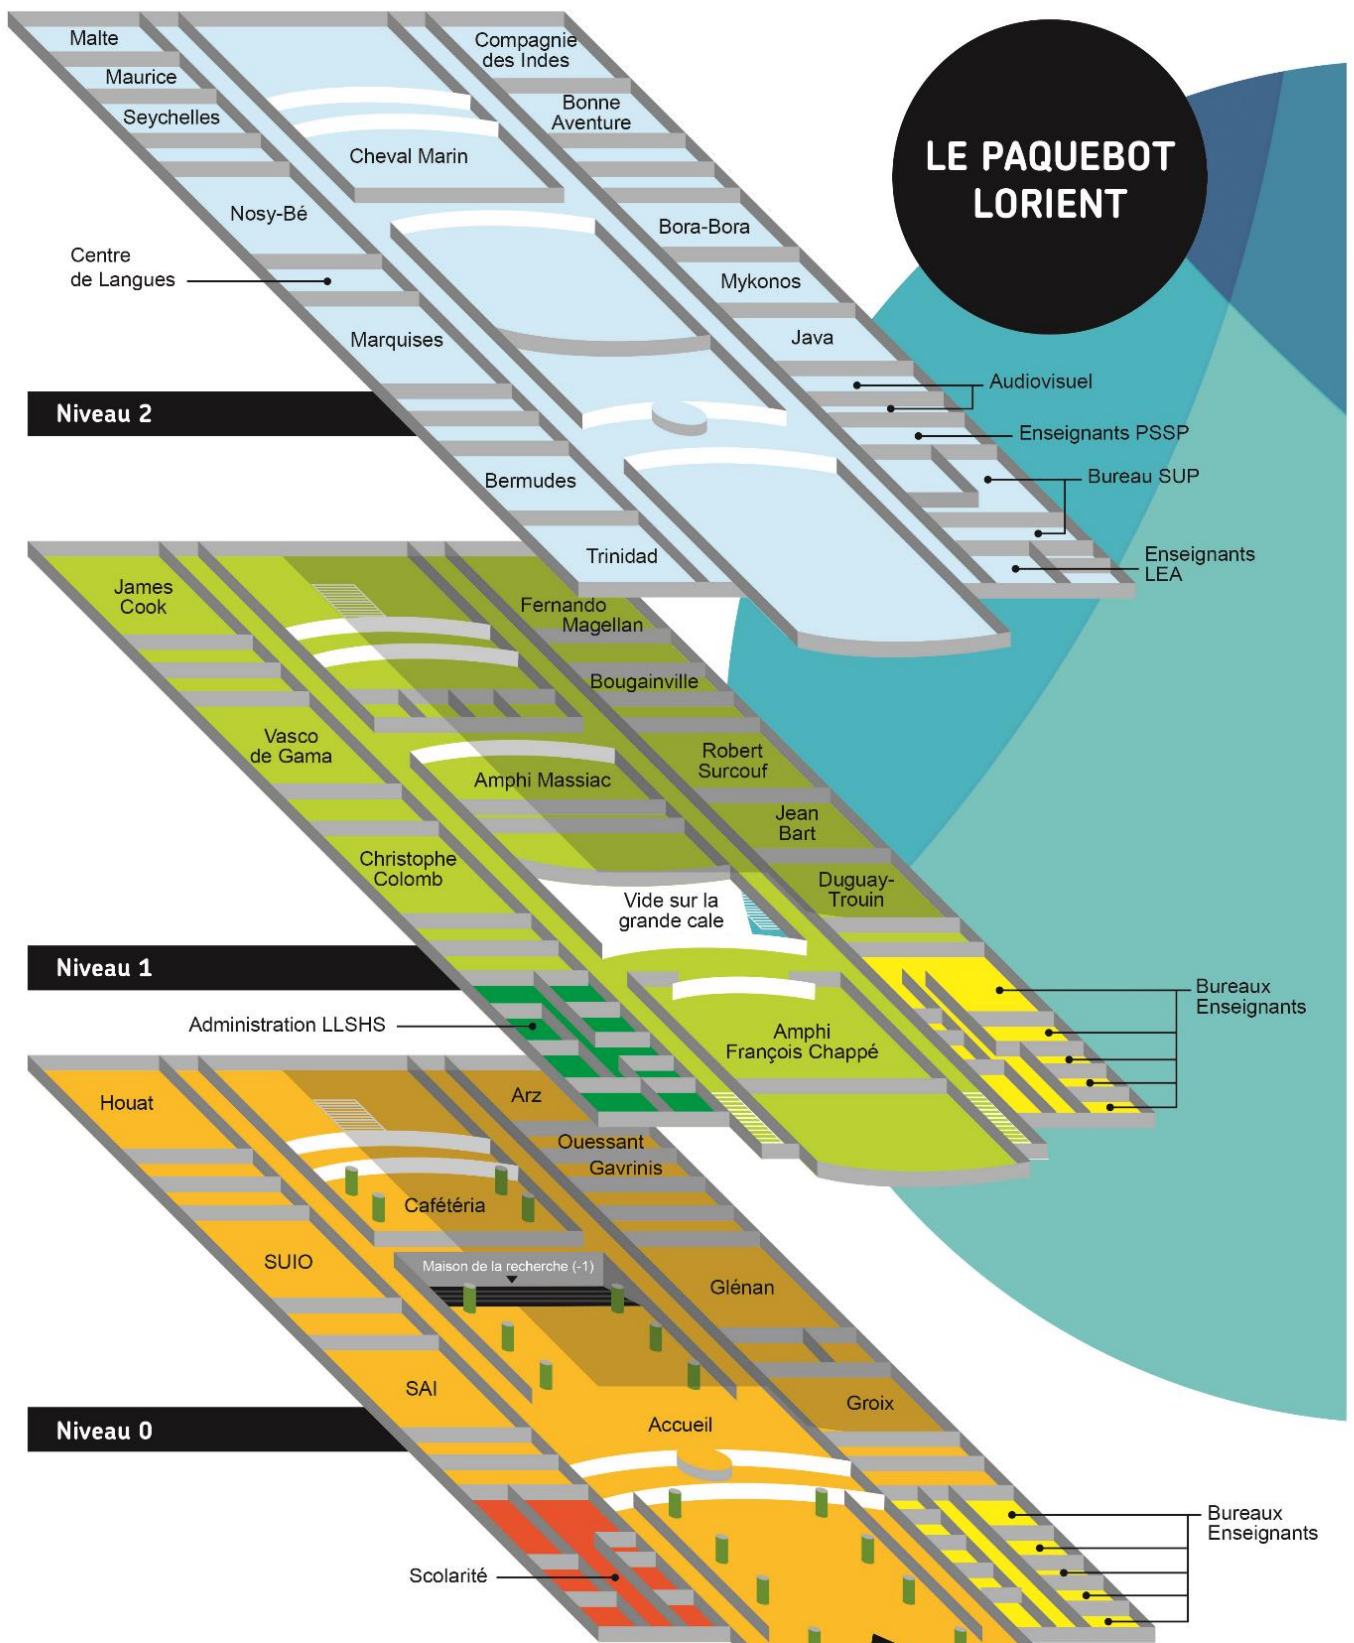 LE PAQUEBOT
LORIENT
Malte
Maurice
Seychelles
Nosy-Bé
Centre
de Langues
Marquises
Bermudes
Trinidad
Cheval Marin
Compagnie
des Indes
Bonne
Aventure
Bora-Bora
Mykonos
Java
Audiovisuel
Enseignants PSSP
Bureau SUP
Enseignants
LEA
Niveau 2
James
Cook
Vasco
de Gama
Christophe
Colomb
Administration LLSHS
Amphi Massiac
Vide sur la
grande cale
Amphi
François Chappé
Fernando
Magellan
Bougainville
Robert
Surcouf
Jean
Bart
Duguay-
Trouin
Bureaux
Enseignants
Niveau 1
Houat
SUIO
SAI
Scolarité
Cafétéria
Maison de la recherche (-1)
Accueil
Arz
Ouessant
Gavrinis
Glénan
Groix
Bureaux
Enseignants
Niveau 0